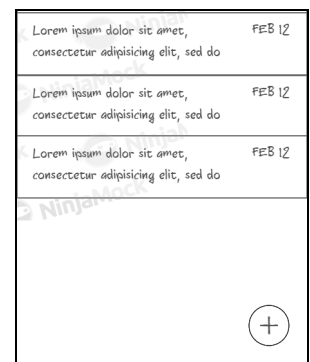 Lorem ipsum dolor sit amet, FEB 12
consectetur adipisicing elit, sed do
Lorem ipsum dolor sit amet, FEB 12
consectetur adipisicing elit, sed do
Lorem ipsum dolor sit amet, FEB 12
consectetur adipisicing elit, sed do
NinjaMock